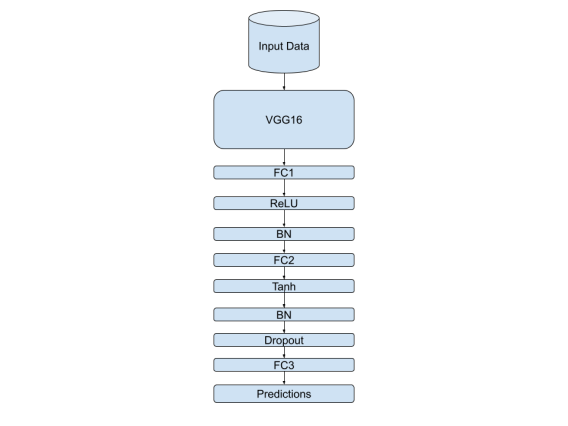 Input Data
VGG16
FC1
ReLU
BN
FC2
Tanh
BN
Dropout
FC3
Predictions